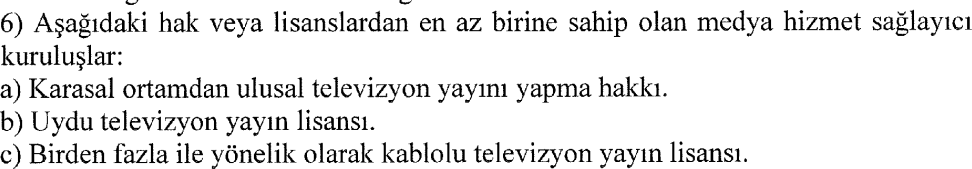 6) Aşağıdaki hak veya lisanslardan en az birine sahip olan medya hizmet sağlayıcı
kuruluşlar:
a) Karasal ortamdan ulusal televizyon yayını yapma hakkı.
b) Uydu televizyon yayın lisansı.
c) Birden fazla ile yönelik olarak kablolu televizyon yayın lisansı.